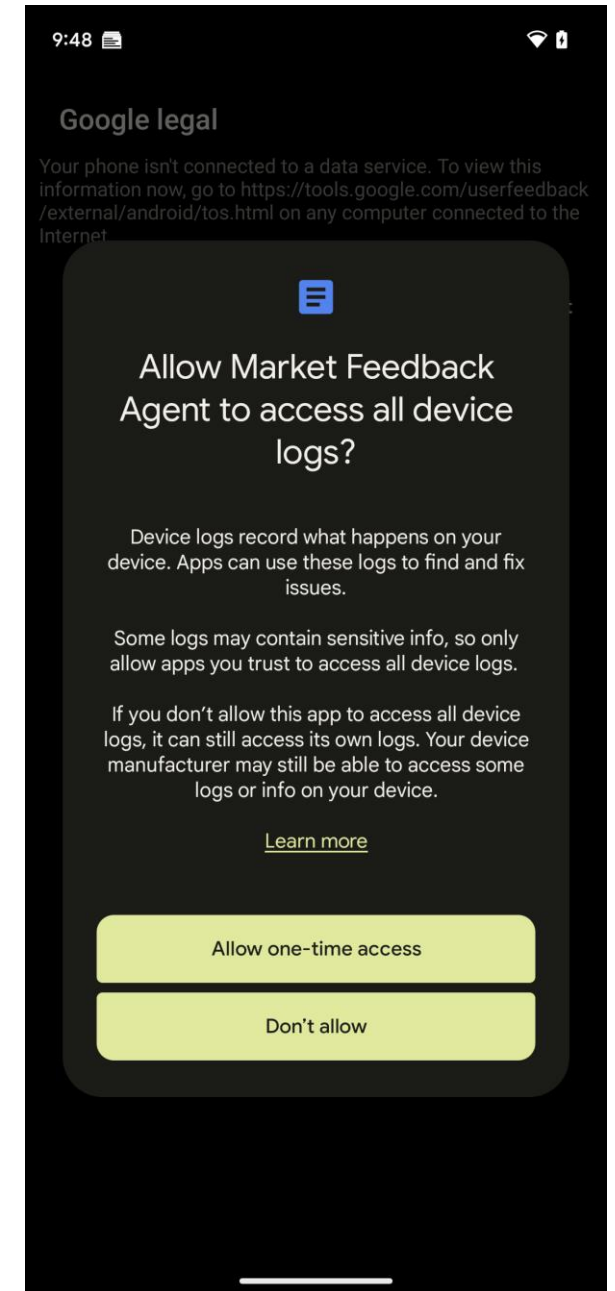 9:48
Google legal
Your phone isn't connected to a data service. To view this
information now, go to https://tools.google.com/userfeedback
/external/android/tos.html on any computer connected to the
Internet
Allow Market Feedback
Agent to access all device
logs?
Device logs record what happens on your
device. Apps can use these logs to find and fix
issues.
Some logs may contain sensitive info, so only
allow apps you trust to access all device logs.
If you don’t allow this app to access all device
logs, it can still access its own logs. Your device
manufacturer may still be able to access some
logs or info on your device.
Learn more
Allow one-time access
Don’t allow